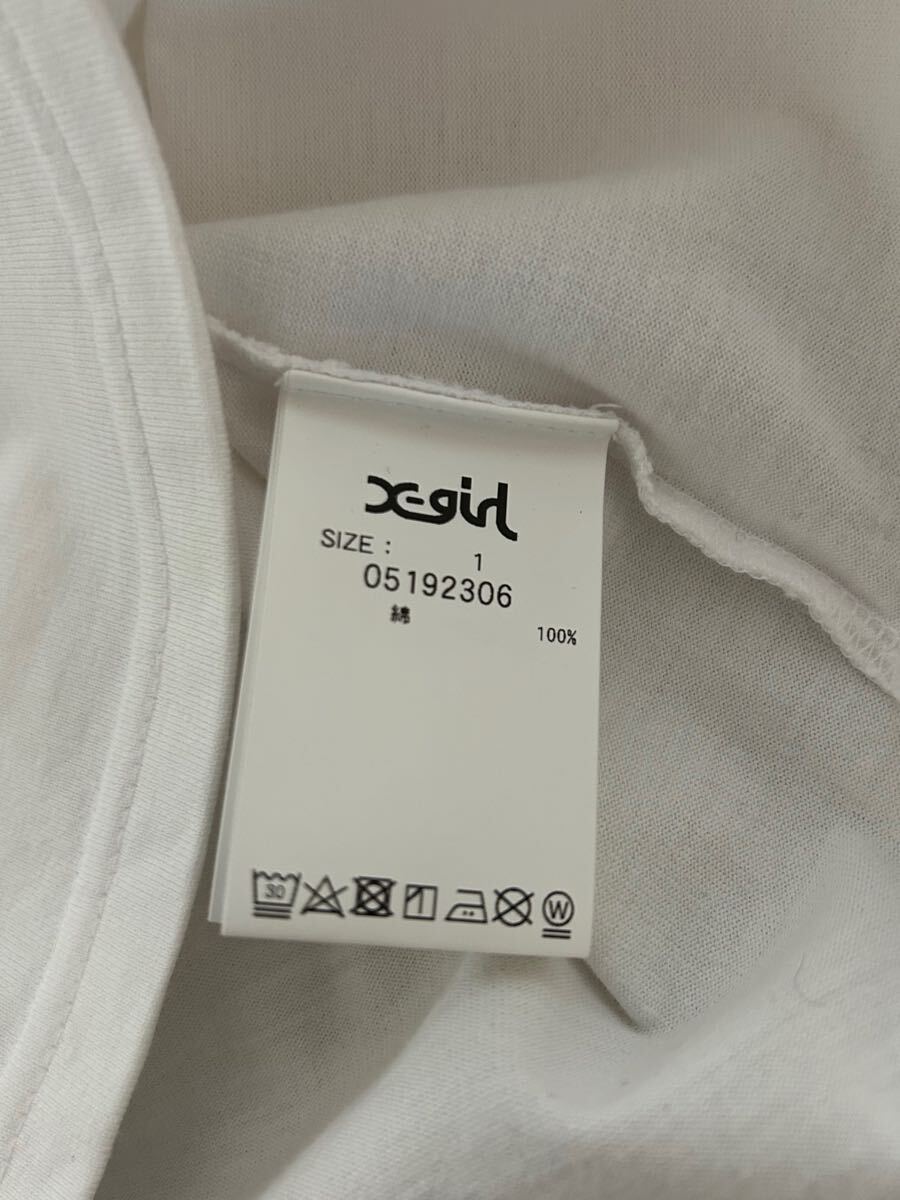 X-girl
SIZE : 1
05192306
綿 100%
30 W